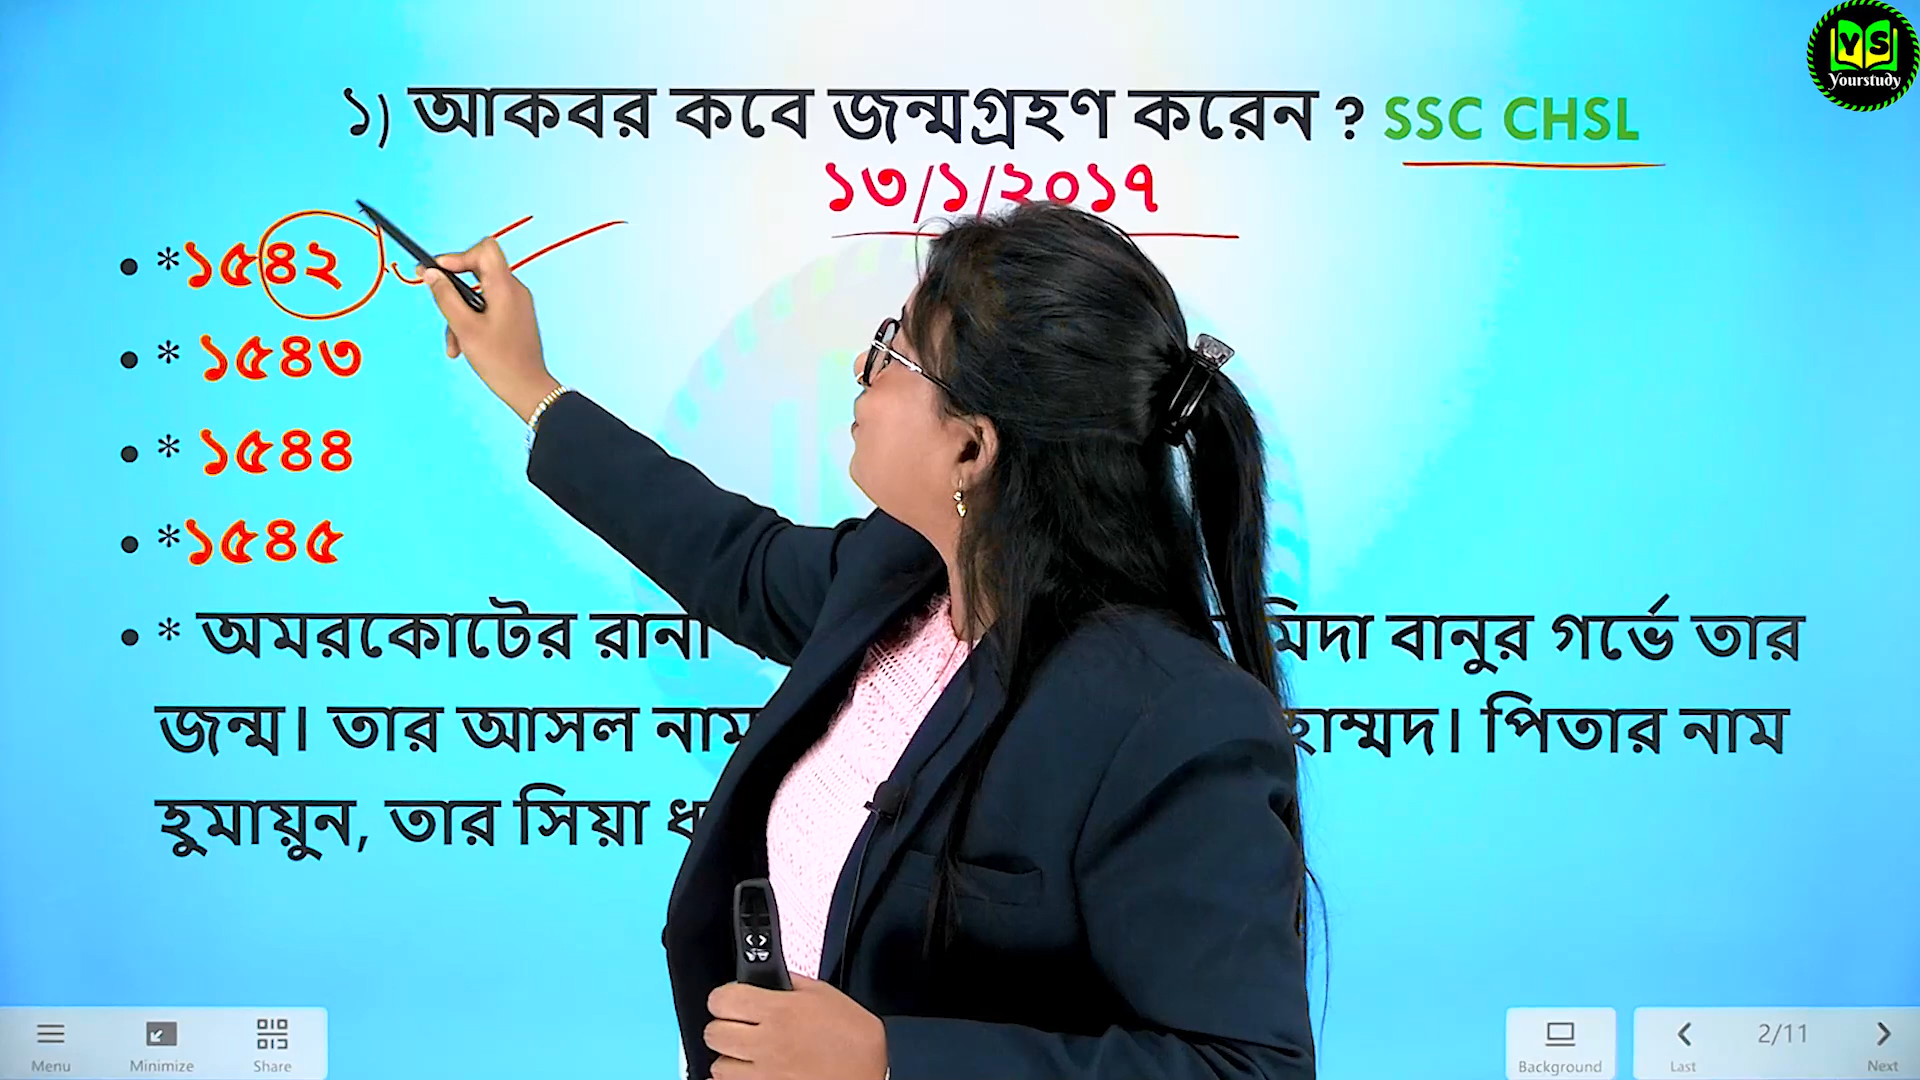 YS
Yourstudy
১) আকবর কবে জন্মগ্রহণ করেন ? SSC CHSL
১৩/১/২০১৭
*১৫৪২
* ১৫৪৩
* ১৫৪৪
*১৫৪৫
* অমরকোটের রানা বানুর গর্ভে তার
জন্ম। তার আসল নাম পিতার নাম
হুমায়ুন, তার সিয়া
Menu Minimize Share Background Last 2/11 Next